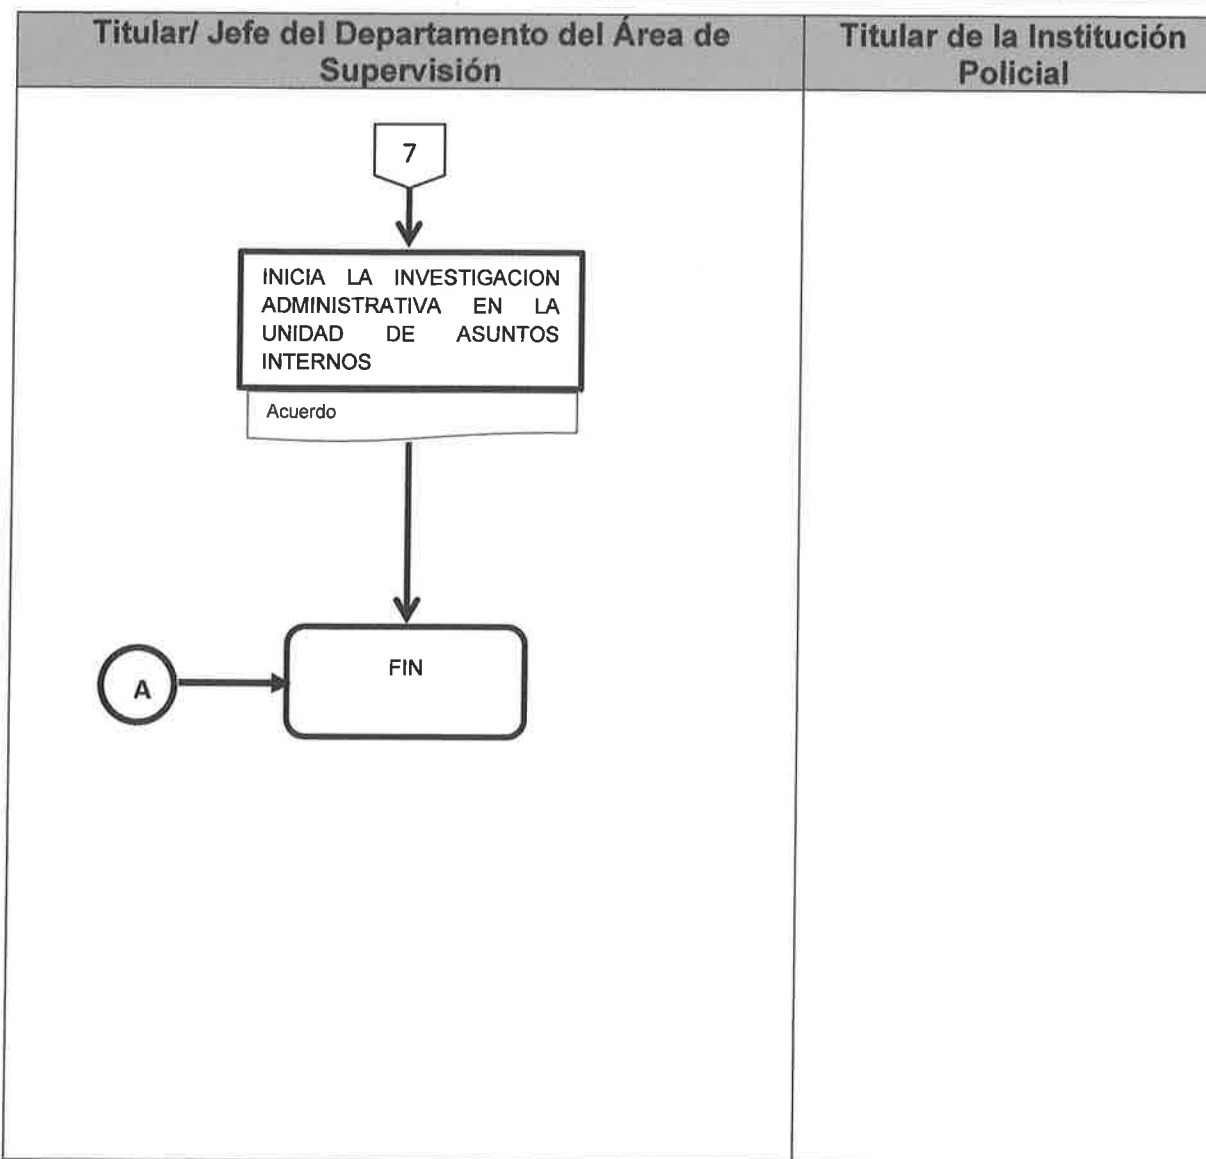 Titular/ Jefe del Departamento del Área de
Supervisión
Titular de la Institución
Policial
7
INICIA LA INVESTIGACION
ADMINISTRATIVA EN LA
UNIDAD DE ASUNTOS
INTERNOS
Acuerdo
FIN
A